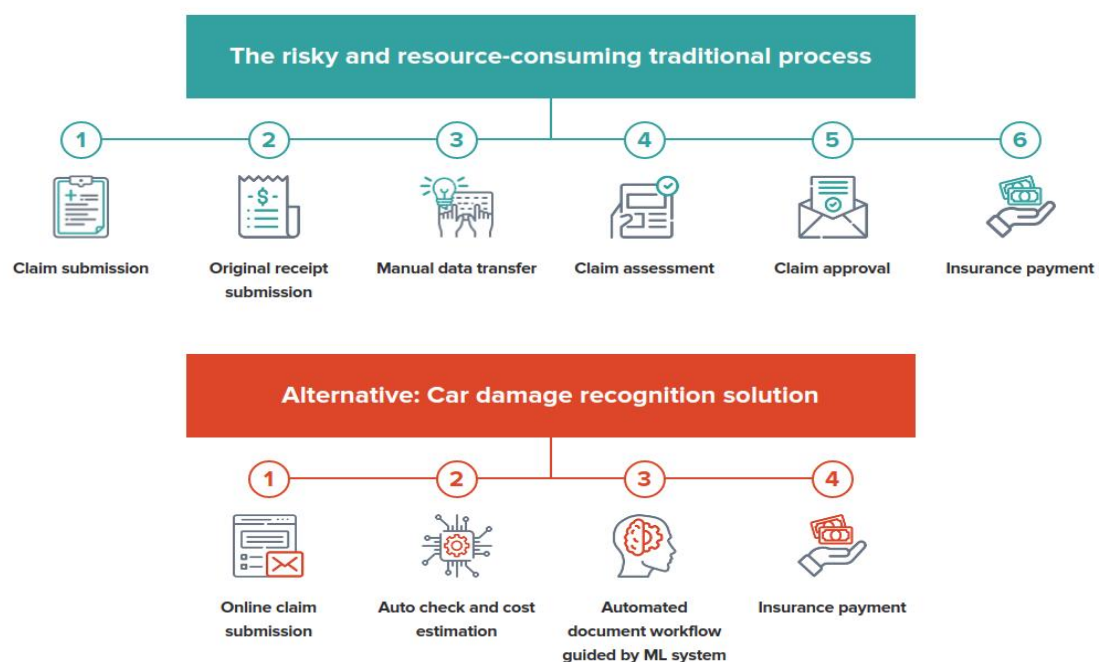 The risky and resource-consuming traditional process
1
2
3
4
5
6
- $ -
Claim submission
Original receipt
submission
Manual data transfer
Claim assessment
Claim approval
Insurance payment
Alternative: Car damage recognition solution
1
2
3
4
Online claim
submission
Auto check and cost
estimation
Automated
document workflow
guided by ML system
Insurance payment